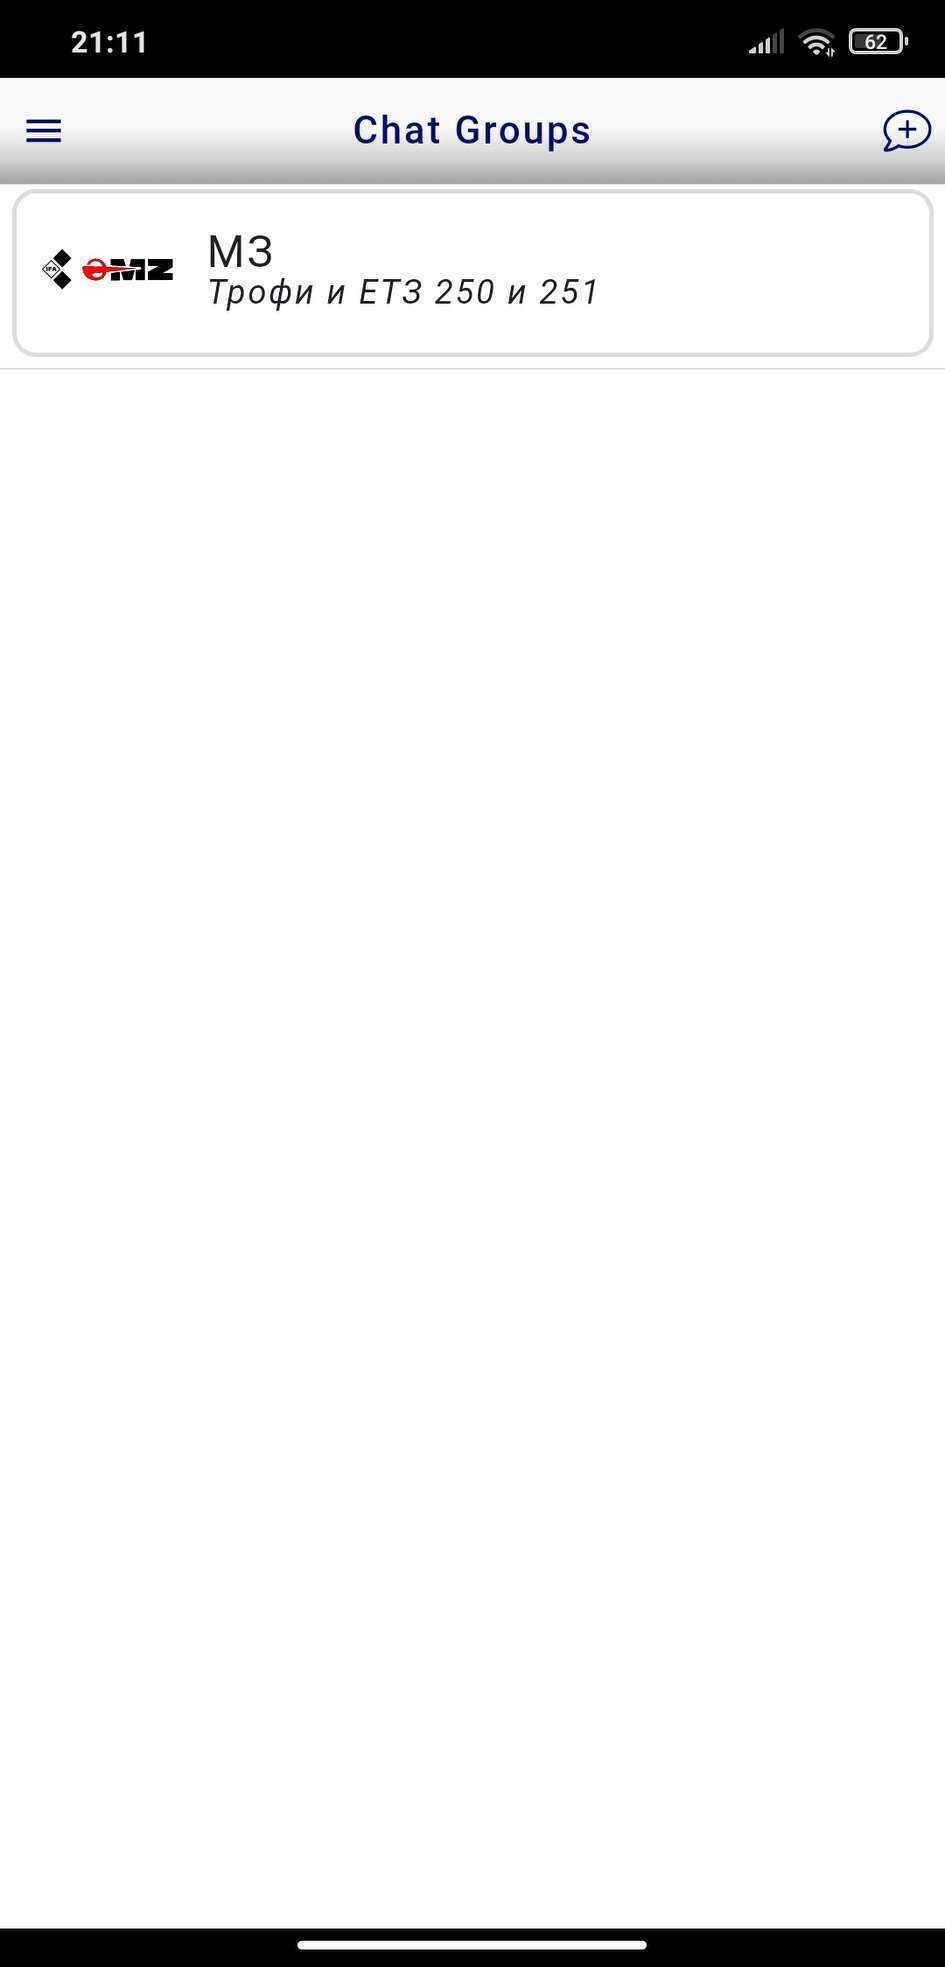 21:11
62
Chat Groups
IFA MZ
МЗ
Трофи и ЕТЗ 250 и 251